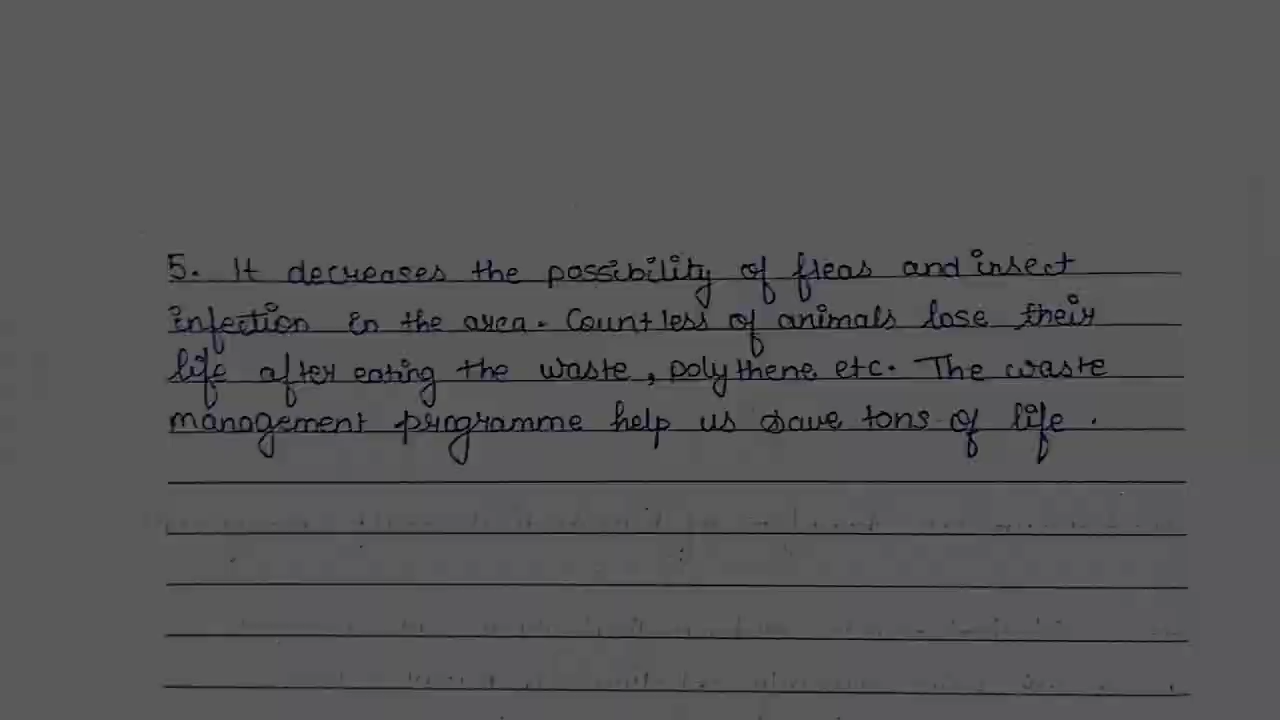 5. It decreases the possibility of fleas and insect
infection in the area. Countless of animals lose their
life after eating the waste, polythene etc. The waste
management programme help us save tons of life.